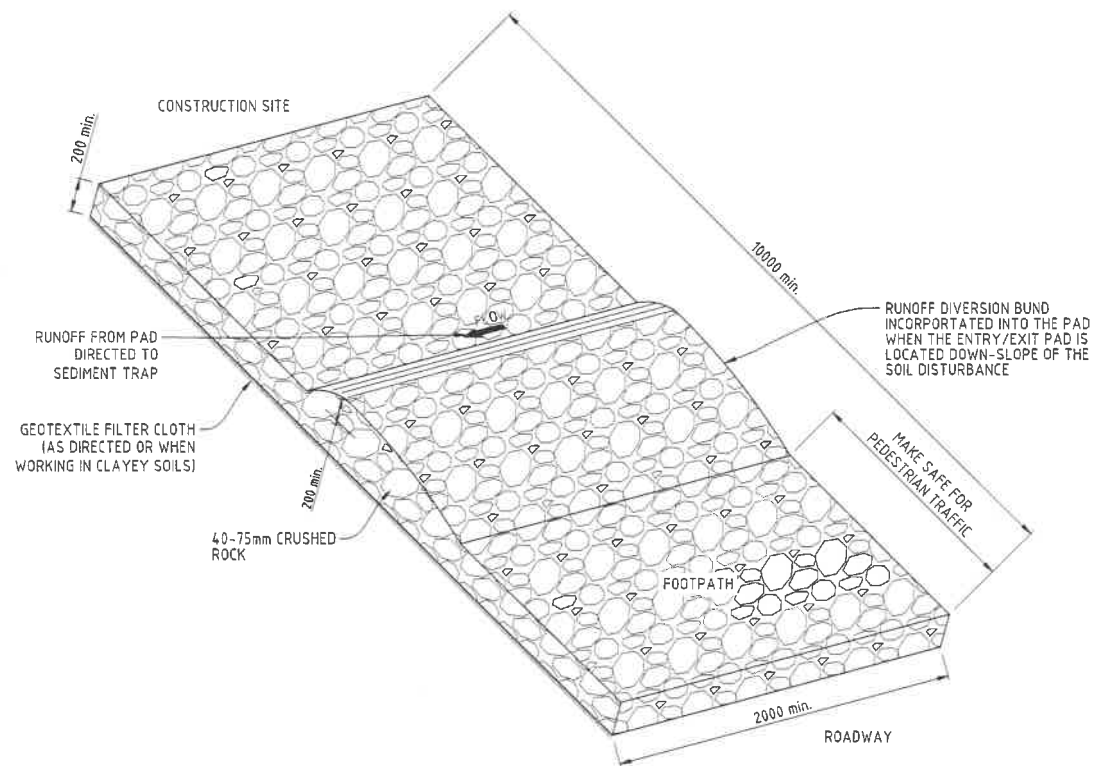 CONSTRUCTION SITE
200 min.
10000 min.
FLOW
RUNOFF FROM PAD
DIRECTED TO
SEDIMENT TRAP
RUNOFF DIVERSION BUND
INCORPORTATED INTO THE PAD
WHEN THE ENTRY/EXIT PAD IS
LOCATED DOWN-SLOPE OF THE
SOIL DISTURBANCE
GEOTEXTILE FILTER CLOTH
(AS DIRECTED OR WHEN
WORKING IN CLAYEY SOILS)
200 min.
MAKE SAFE FOR
PEDESTRIAN TRAFFIC
40-75mm CRUSHED
ROCK
FOOTPATH
2000 min.
ROADWAY